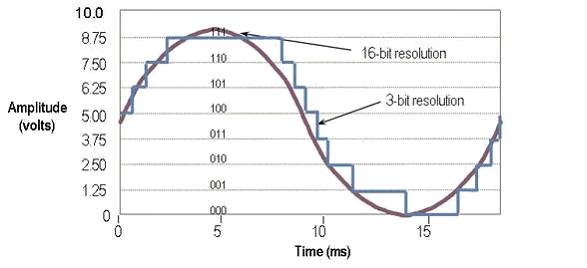 10.0
111
8.75
16-bit resolution
110
7.50
101
6.25
3-bit resolution
Amplitude
(volts)
100
5.00
011
3.75
010
2.50
001
1.25
000
0
0 5 10 15
Time (ms)